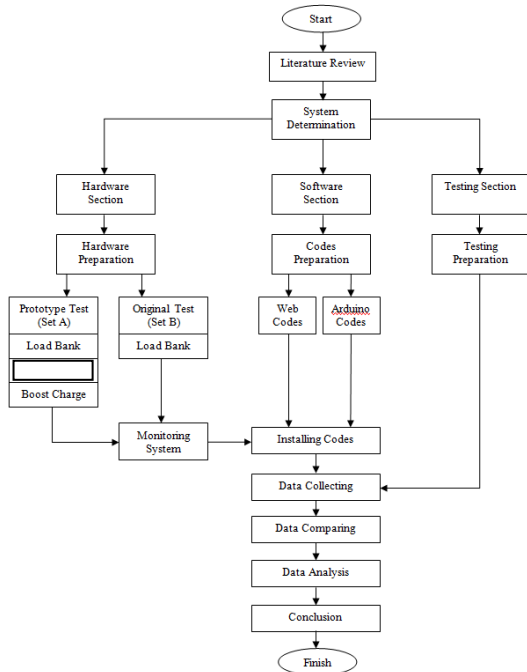 Start
Literature Review
System
Determination
Hardware
Section
Software
Section
Testing Section
Hardware
Preparation
Codes
Preparation
Testing
Preparation
Prototype Test
(Set A)
Load Bank
Boost Charge
Original Test
(Set B)
Load Bank
Web
Codes
Arduino
Codes
Monitoring
System
Installing Codes
Data Collecting
Data Comparing
Data Analysis
Conclusion
Finish